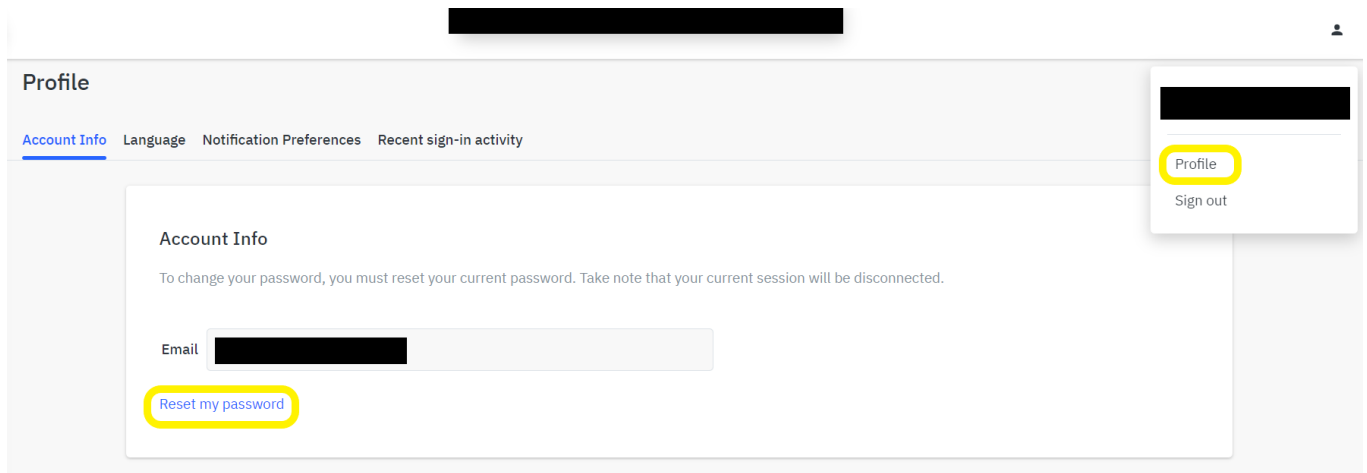 Profile
Account Info Language Notification Preferences Recent sign-in activity
Profile
Sign out
Account Info
To change your password, you must reset your current password. Take note that your current session will be disconnected.
Email
Reset my password